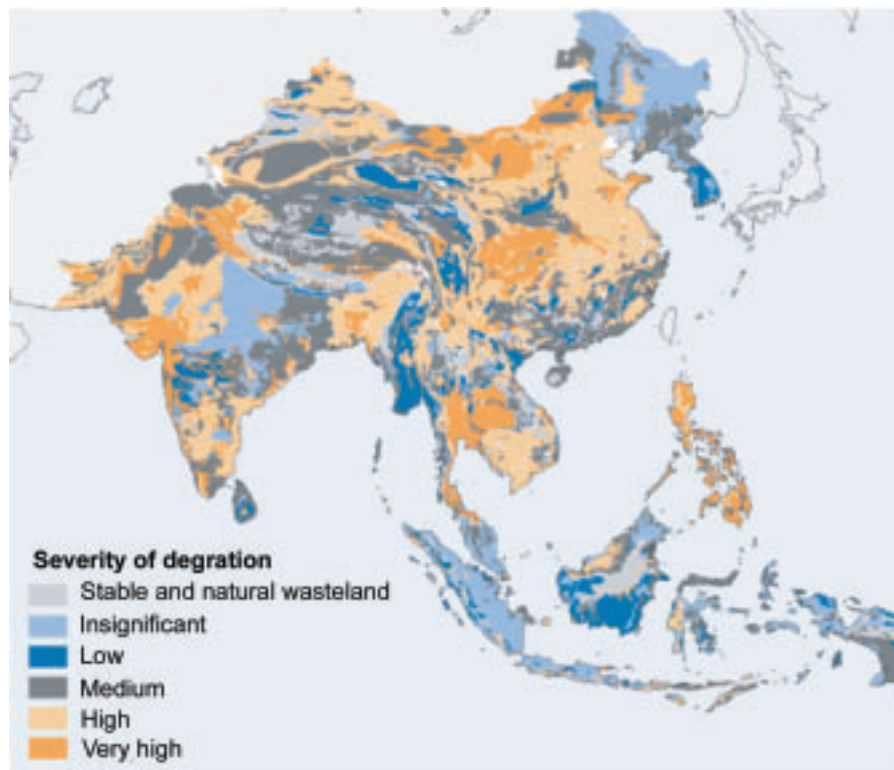 Severity of degration
Stable and natural wasteland
Insignificant
Low
Medium
High
Very high